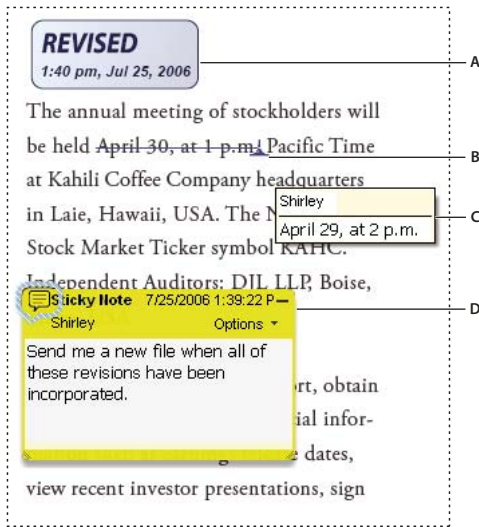 REVISED
1:40 pm, Jul 25, 2006
A
The annual meeting of stockholders will
be held April 30, at 1 p.m. Pacific Time
B
at Kahili Coffee Company headquarters
Shirley
in Laie, Hawaii, USA. The
C
April 29, at 2 p.m.
Stock Market Ticker symbol KAHC.
Independent Auditors: DIL LLP, Boise,
Sticky Note 7/25/2006 1:39:22 P
D
Shirley Options
Send me a new file when all of
these revisions have been
incorporated.
obtain
dates,
view recent investor presentations, sign